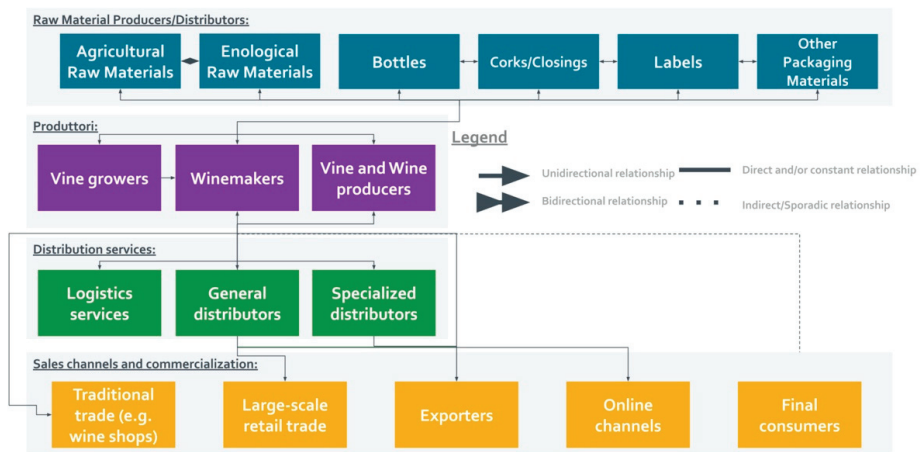 Raw Material Producers/Distributors:
Agricultural
Raw Materials
Enological
Raw Materials
Bottles
Corks/Closings
Labels
Other
Packaging
Materials
Produttori:
Vine growers
Winemakers
Vine and Wine
producers
Legend
Unidirectional relationship
Direct and/or constant relationship
Bidirectional relationship
Indirect/Sporadic relationship
Distribution services:
Logistics
services
General
distributors
Specialized
distributors
Sales channels and commercialization:
Traditional
trade (e.g.
wine shops)
Large-scale
retail trade
Exporters
Online
channels
Final
consumers